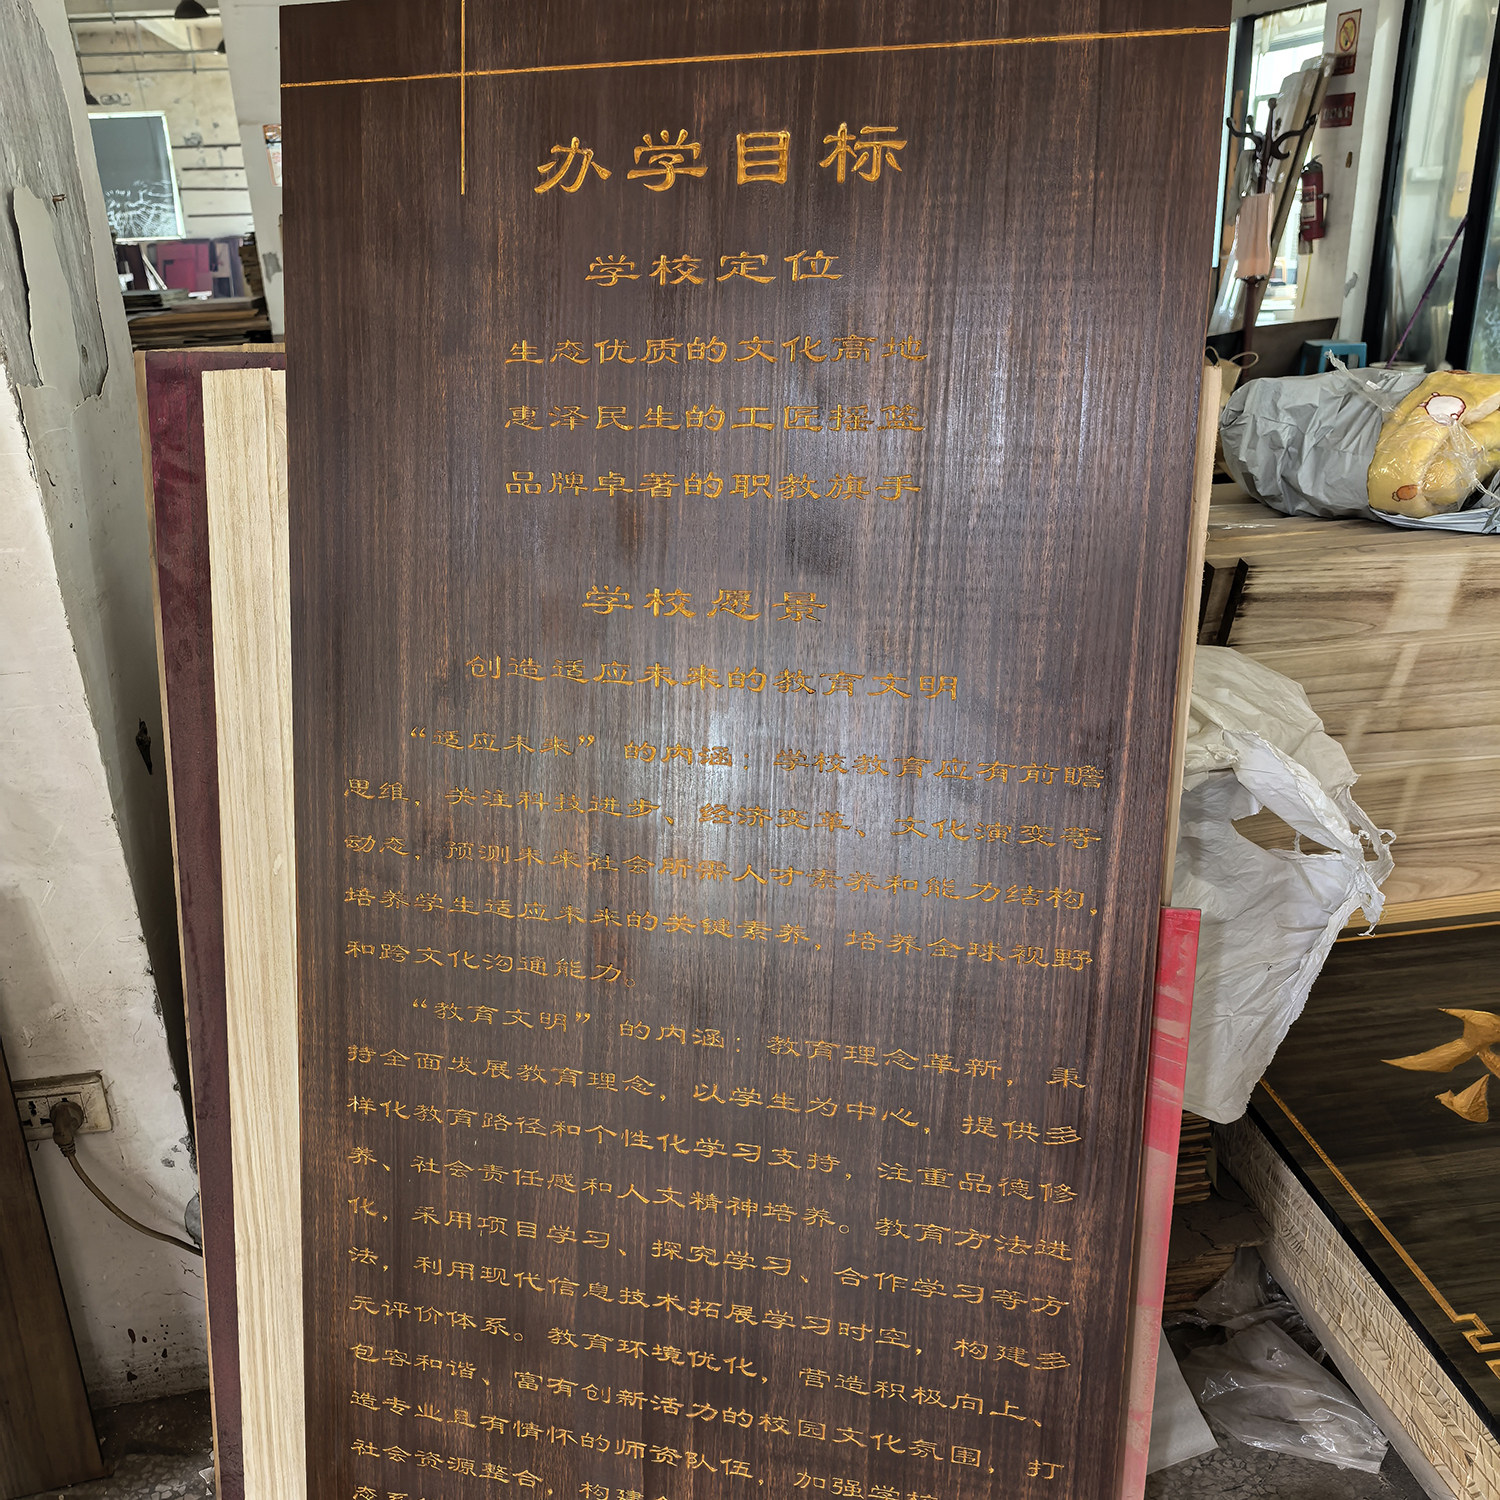 办学目标
学校定位
生态优质的文化高地
惠泽民生的工匠摇篮
品牌卓著的职教旗手
学校愿景
创造适应未来的教育文明
“适应未来”的内涵：学校教育应有前瞻
思维，关注科技进步、经济变革、文化演变等
动态，预测未来社会所需人才素养和能力结构，
培养学生适应未来的关键素养，培养全球视野
和跨文化沟通能力。
“教育文明”的内涵：教育理念革新，秉
持全面发展教育理念，以学生为中心，提供多
样化教育路径和个性化学习支持，注重品德修
养、社会责任感和人文精神培养。教育方法进
化，采用项目学习、探究学习、合作学习等方
法，利用现代信息技术拓展学习时空，构建多
元评价体系。教育环境优化，营造积极向上、
包容和谐、富有创新活力的校园文化氛围，打
造专业且有情怀的师资队伍，加强学校
社会资源整合，构建
态系